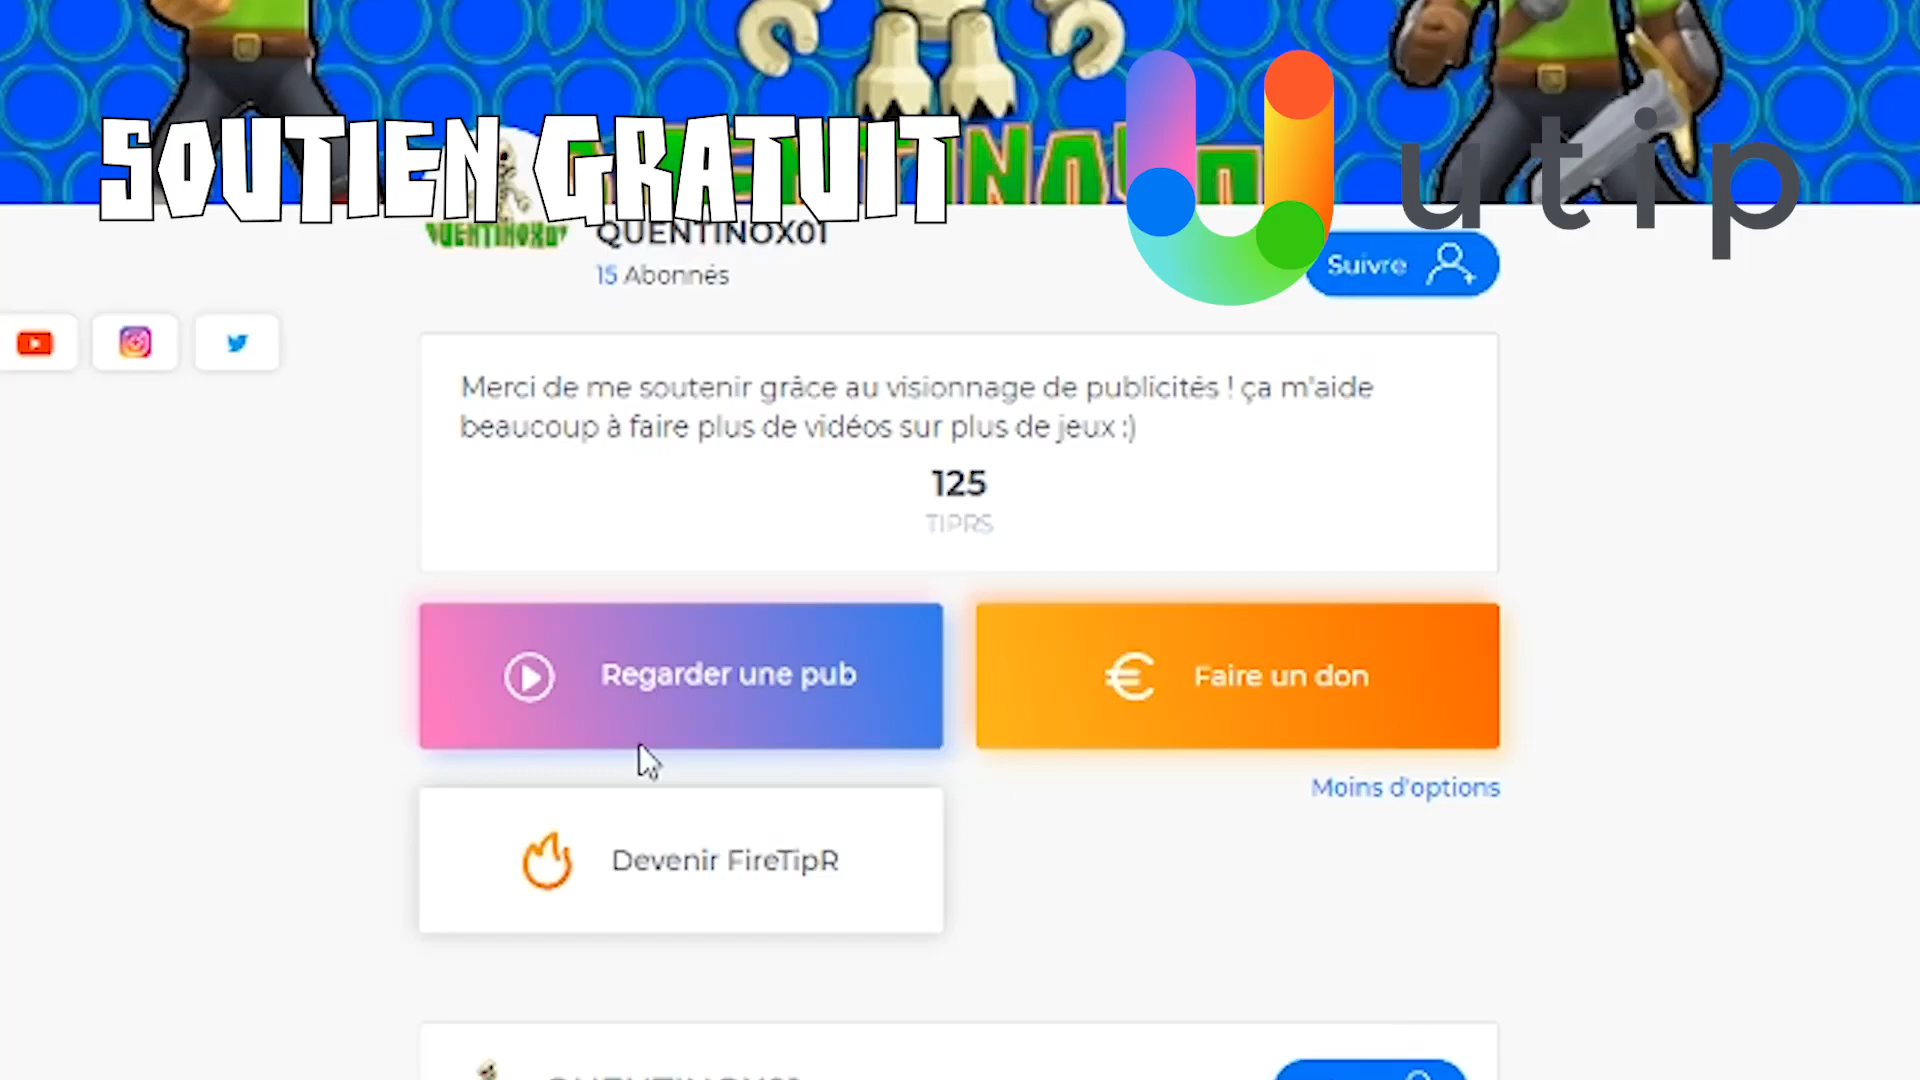 SOUTIEN GRATUIT
utip
QUENTINOX01
QUENTINOX01
15 Abonnés
Suivre
Merci de me soutenir grâce au visionnage de publicités ! ça m'aide
beaucoup à faire plus de vidéos sur plus de jeux :)
125
TIPRS
Regarder une pub
Faire un don
Moins d'options
Devenir FireTipR
QUENTINOX01